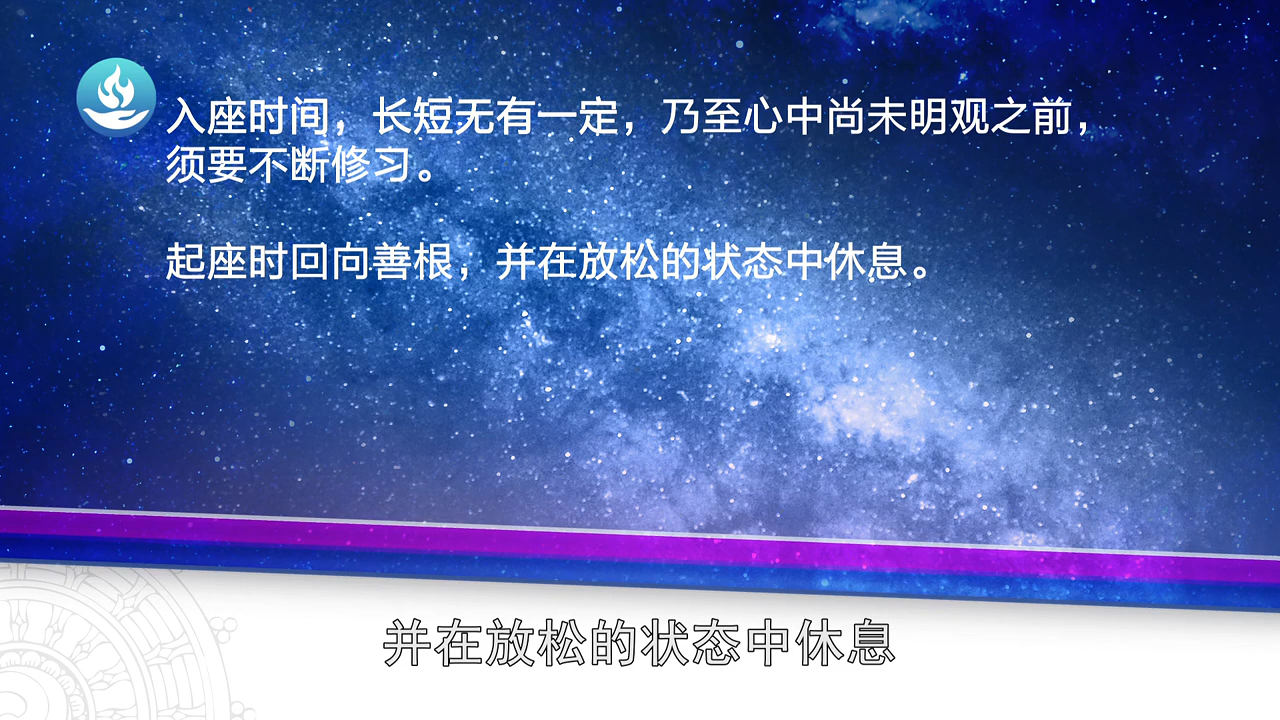 入座时间，长短无有一定，乃至心中尚未明观之前，
须要不断修习。
起座时回向善根，并在放松的状态中休息。
并在放松的状态中休息